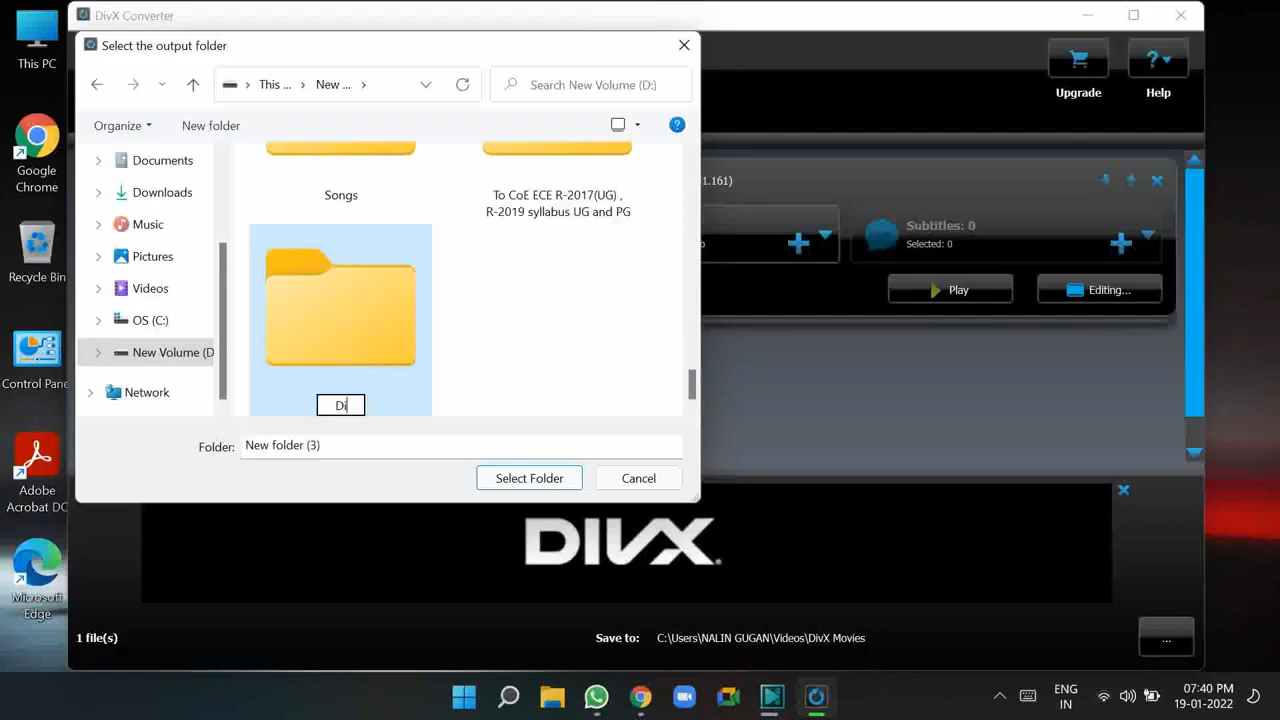 DivX Converter
This PC
Select the output folder
This ...
New ...
Search New Volume (D:)
Upgrade
Help
Organize
New folder
Google
Chrome
Documents
Downloads
Music
Pictures
Videos
OS (C:)
New Volume (D
Network
Songs
To CoE ECE R-2017(UG) ,
R-2019 syllabus UG and PG
1.161)
Subtitles: 0
Selected: 0
Play
Editing...
Recycle Bin
Control Pane
Di
Folder:
New folder (3)
Select Folder
Cancel
Adobe
Acrobat DC
DIVX
Microsoft
Edge
1 file(s)
Save to:
C:\Users\NALIN GUGAN\Videos\DivX Movies
...
ENG
IN
07:40 PM
19-01-2022